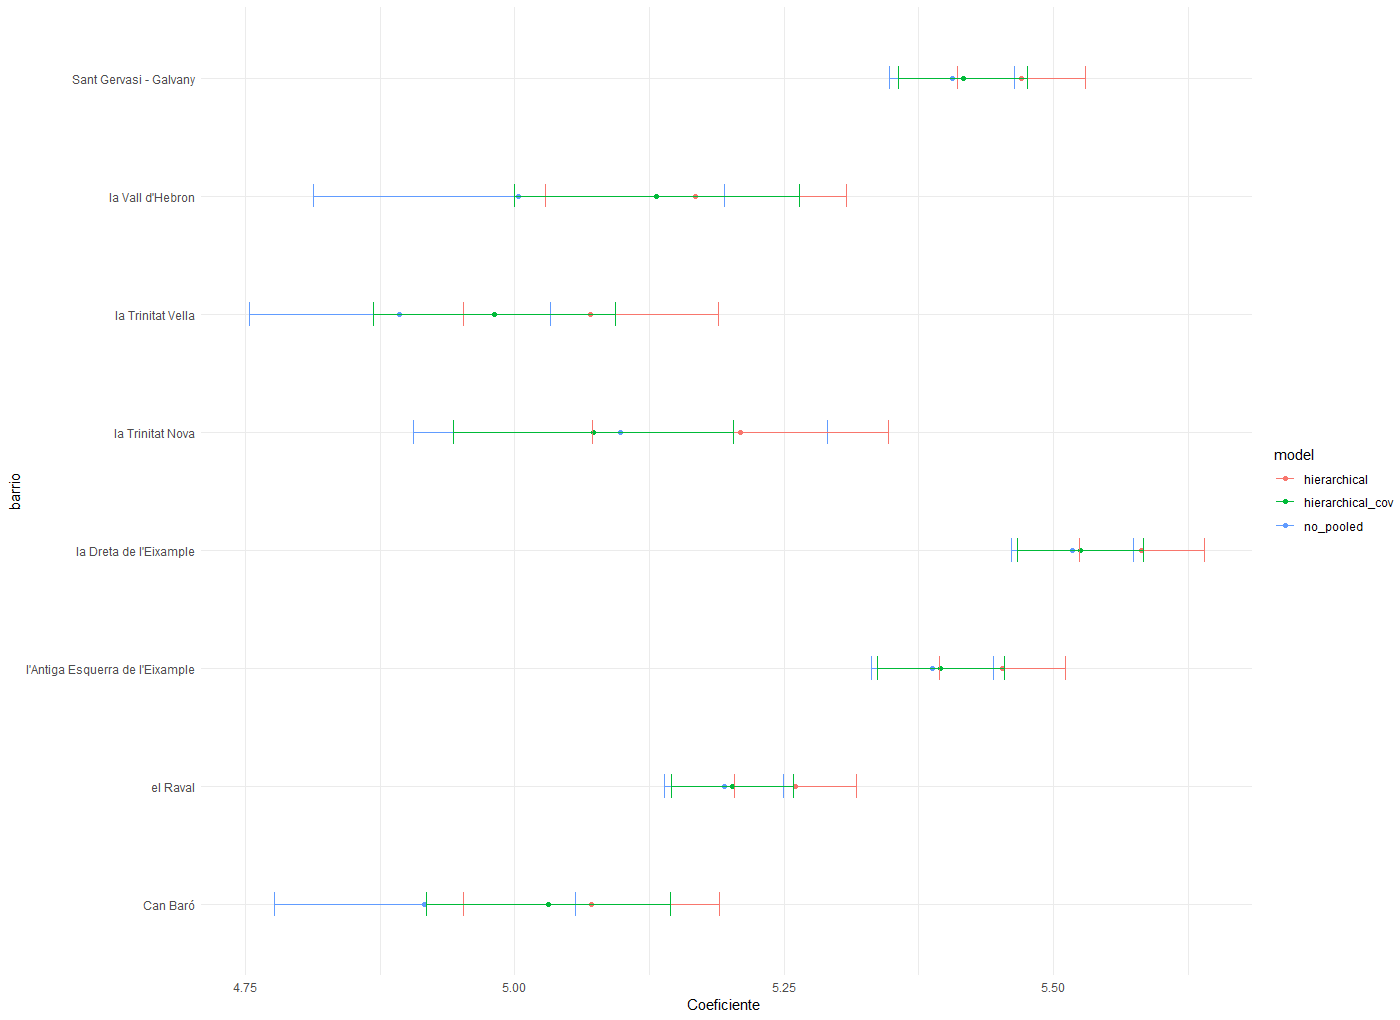 Sant Gervasi - Galvany
la Vall d'Hebron
la Trinitat Vella
la Trinitat Nova
la Dreta de l'Eixample
l'Antiga Esquerra de l'Eixample
el Raval
Can Baró
barrio
4.75
5.00
5.25
5.50
Coeficiente
model
hierarchical
hierarchical_cov
no_pooled